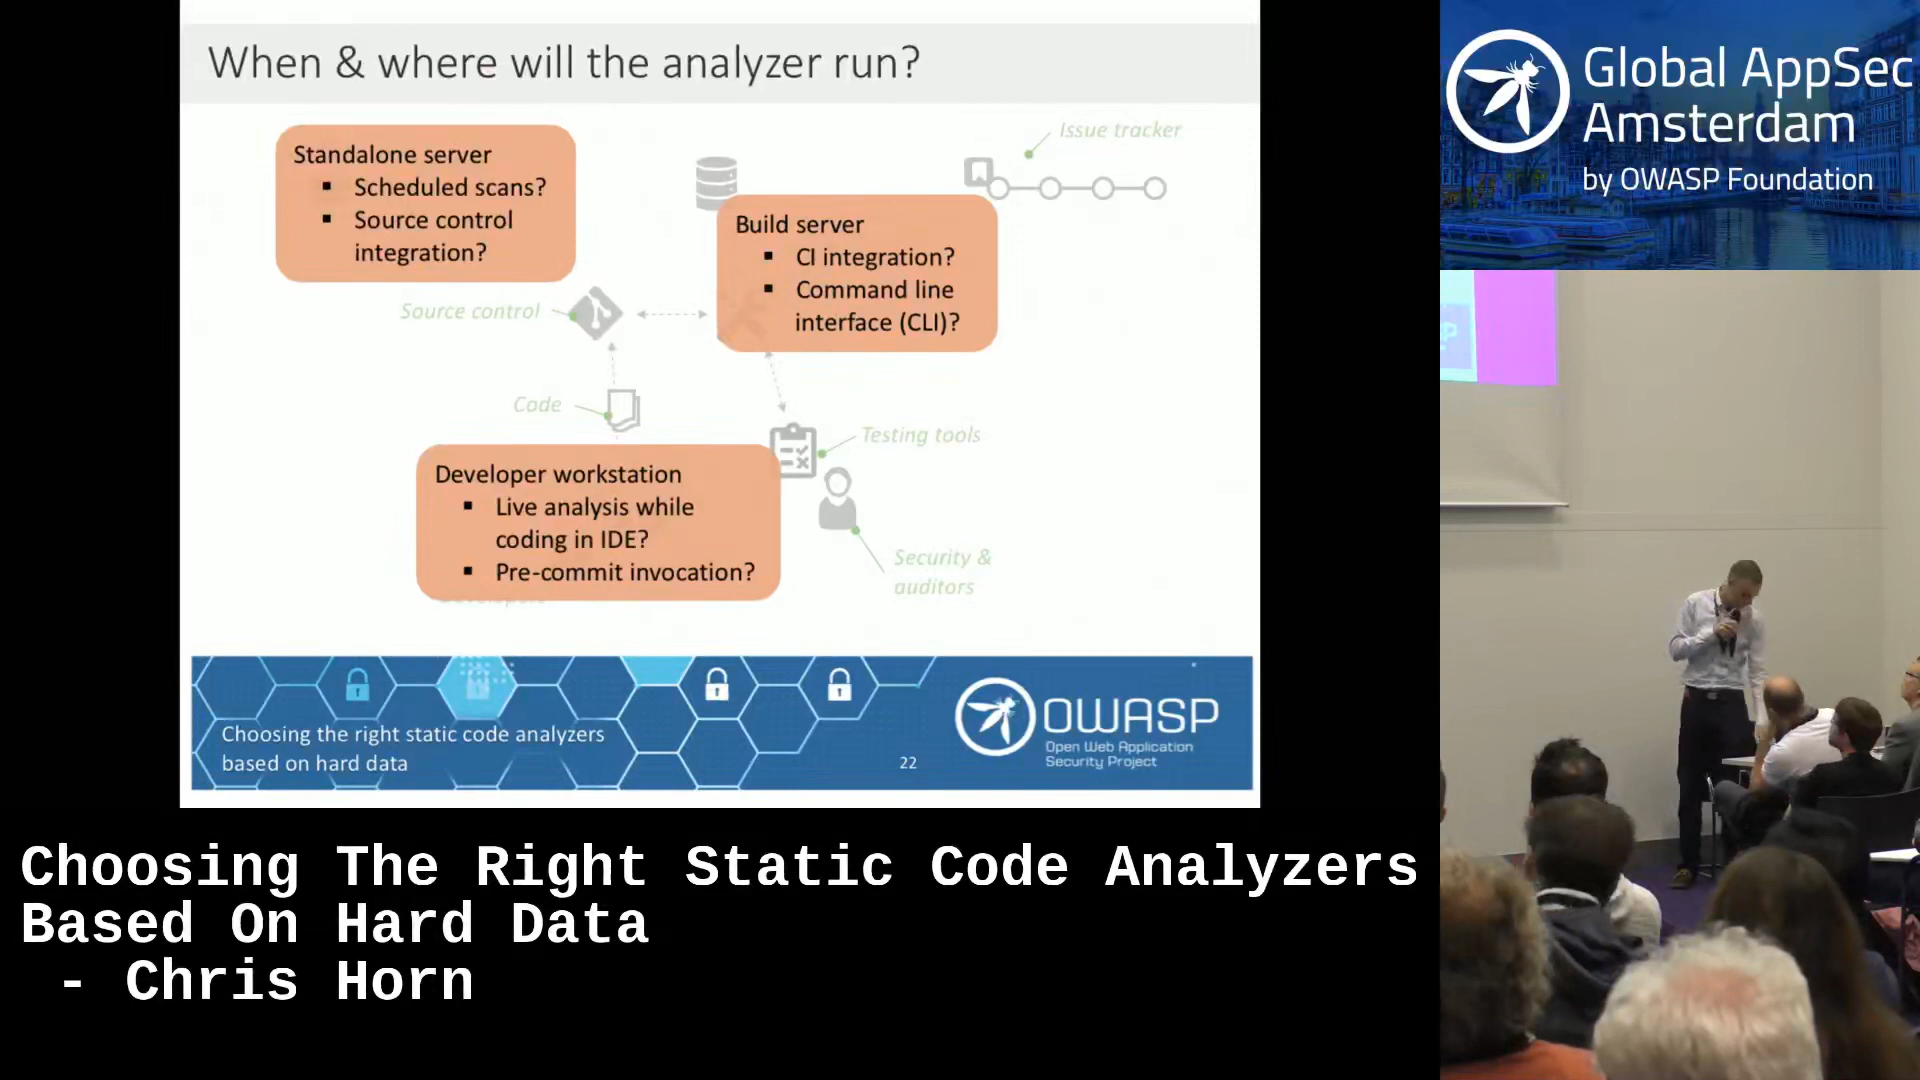 When & where will the analyzer run?
Standalone server
▪ Scheduled scans?
▪ Source control
integration?
Issue tracker
Build server
▪ CI integration?
▪ Command line
interface (CLI)?
Source control
Code
Testing tools
Developer workstation
▪ Live analysis while
coding in IDE?
▪ Pre-commit invocation?
Security &
auditors
Choosing the right static code analyzers
based on hard data
22
OWASP
Open Web Application
Security Project
Global AppSec
Amsterdam
by OWASP Foundation
Choosing The Right Static Code Analyzers
Based On Hard Data
- Chris Horn